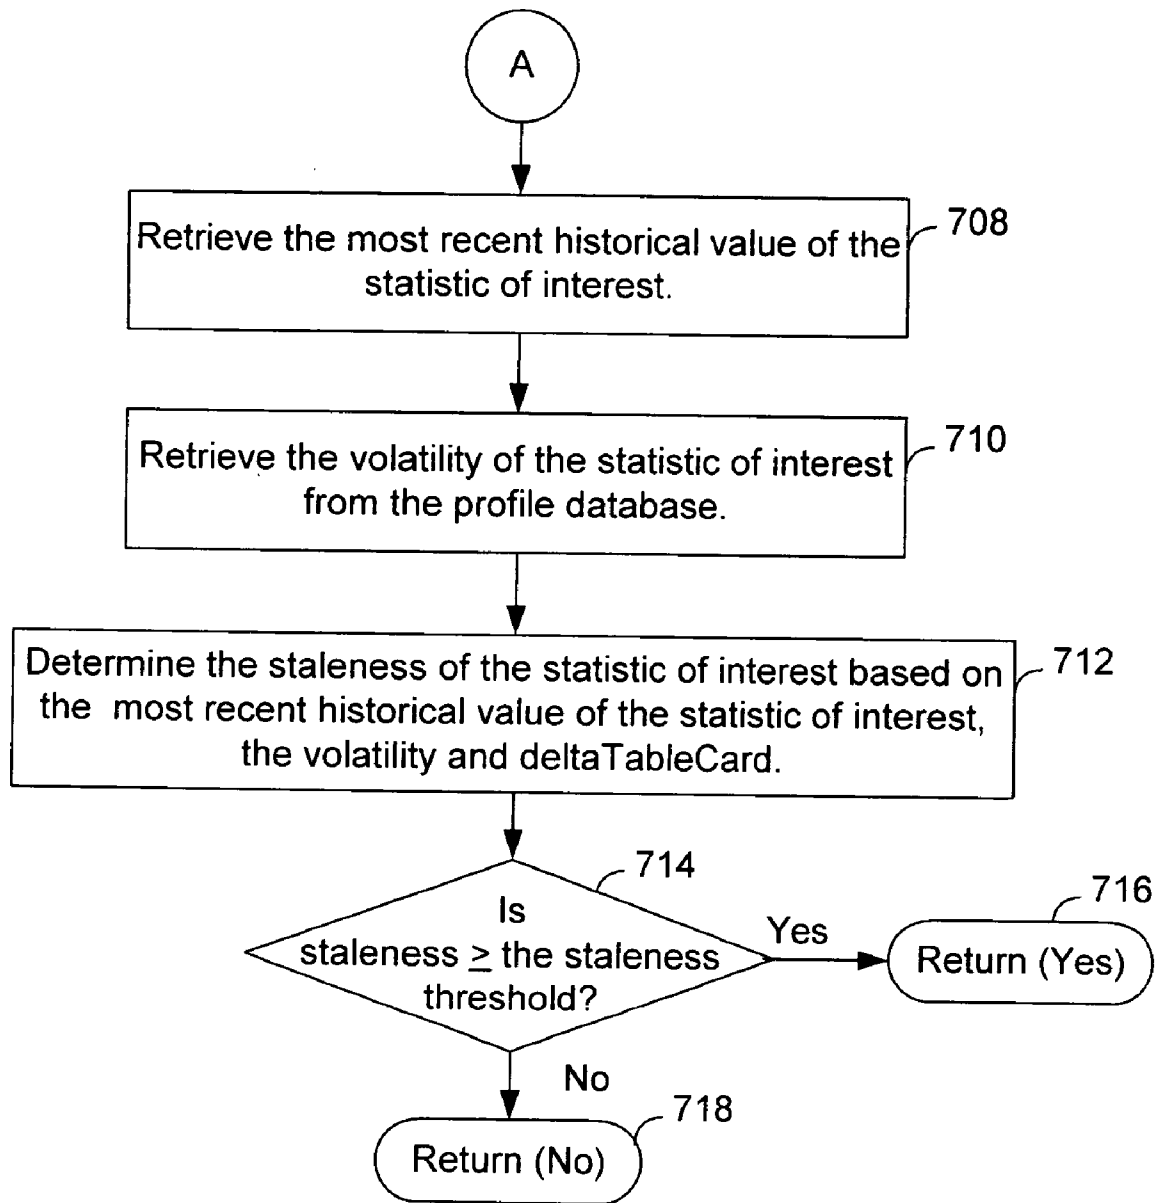 A
Retrieve the most recent historical value of the
statistic of interest.
708
Retrieve the volatility of the statistic of interest
from the profile database.
710
Determine the staleness of the statistic of interest based on
the most recent historical value of the statistic of interest,
the volatility and deltaTableCard.
712
714
Is
staleness ≥ the staleness
threshold?
Yes
716
Return (Yes)
No
718
Return (No)